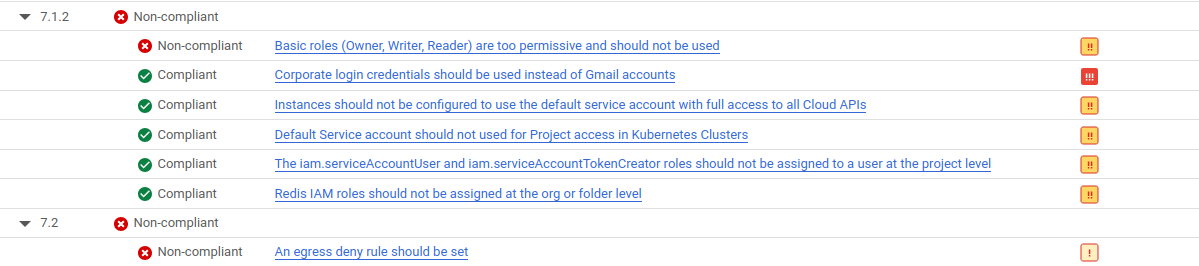 7.1.2 Non-compliant
Non-compliant Basic roles (Owner, Writer, Reader) are too permissive and should not be used !!
Compliant Corporate login credentials should be used instead of Gmail accounts !!!
Compliant Instances should not be configured to use the default service account with full access to all Cloud APIs !!
Compliant Default Service account should not used for Project access in Kubernetes Clusters !!
Compliant The iam.serviceAccountUser and iam.serviceAccountTokenCreator roles should not be assigned to a user at the project level !!
Compliant Redis IAM roles should not be assigned at the org or folder level !!
7.2 Non-compliant
Non-compliant An egress deny rule should be set !